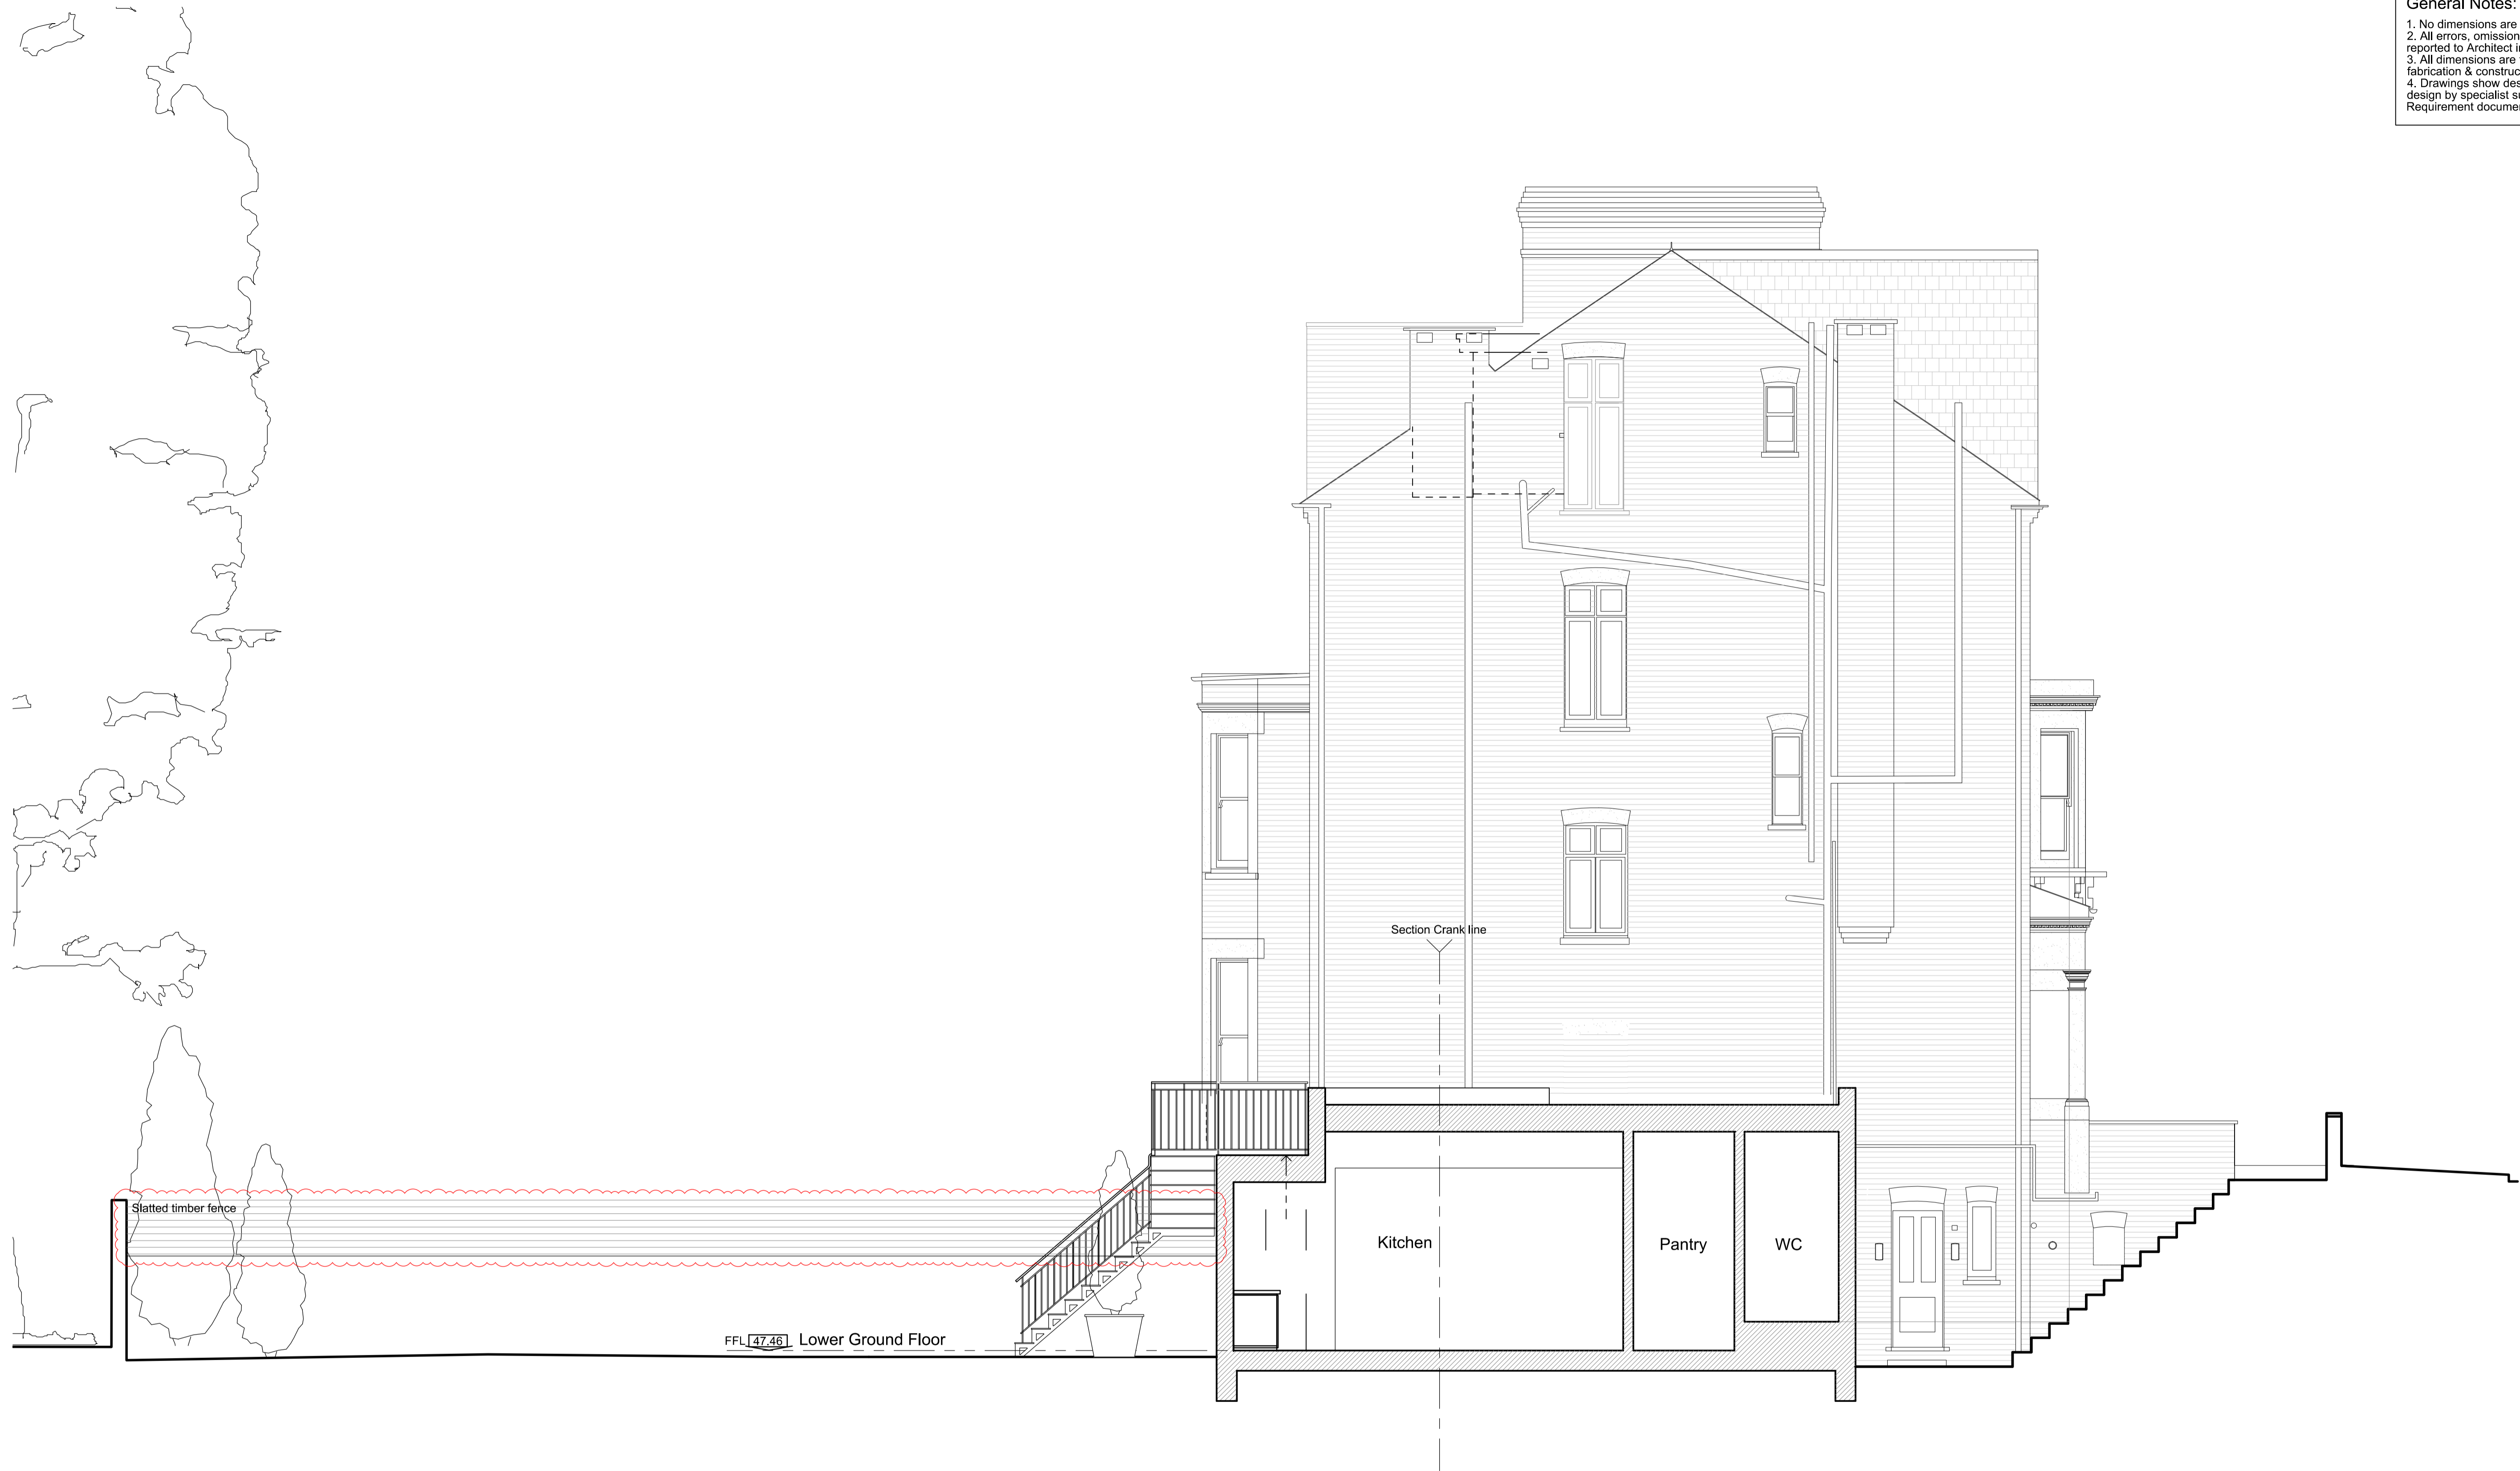 General Notes:
1. No dimensions are
2. All errors, omission
reported to Architect i
3. All dimensions are
fabrication & construc
4. Drawings show des
design by specialist su
Requirement documen
Section Crank line
Slatted timber fence
Kitchen
Pantry
WC
FFL 47.46 Lower Ground Floor